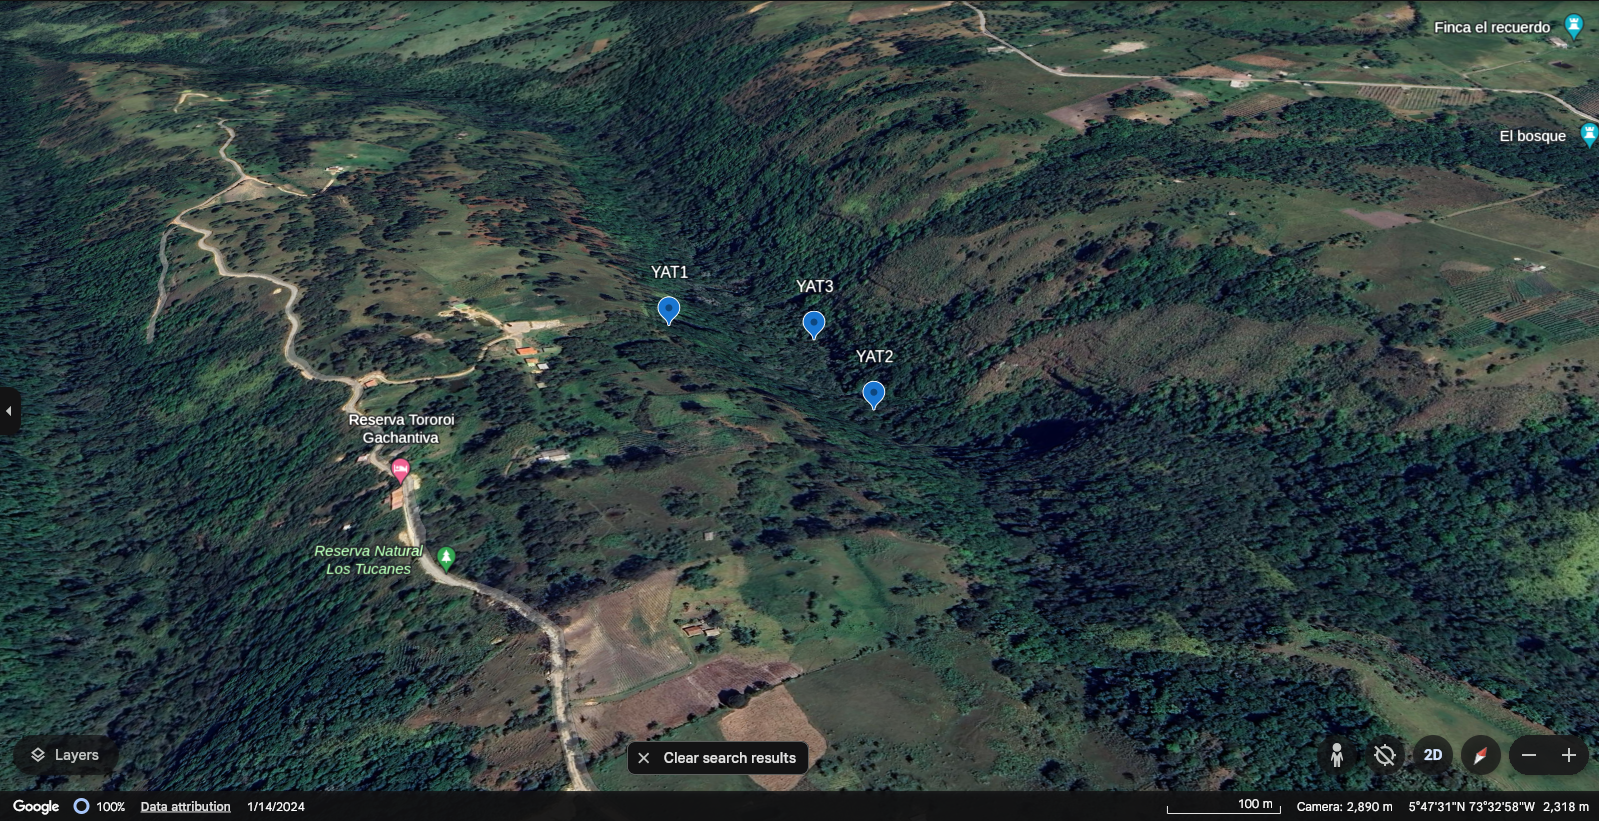 Finca el recuerdo
El bosque
YAT1
YAT3
YAT2
Reserva Tororoi
Gachantiva
Reserva Natural
Los Tucanes
Layers
Clear search results
2D
Google
100%
Data attribution
1/14/2024
100 m
Camera: 2,890 m
5°47'31"N 73°32'58"W
2,318 m